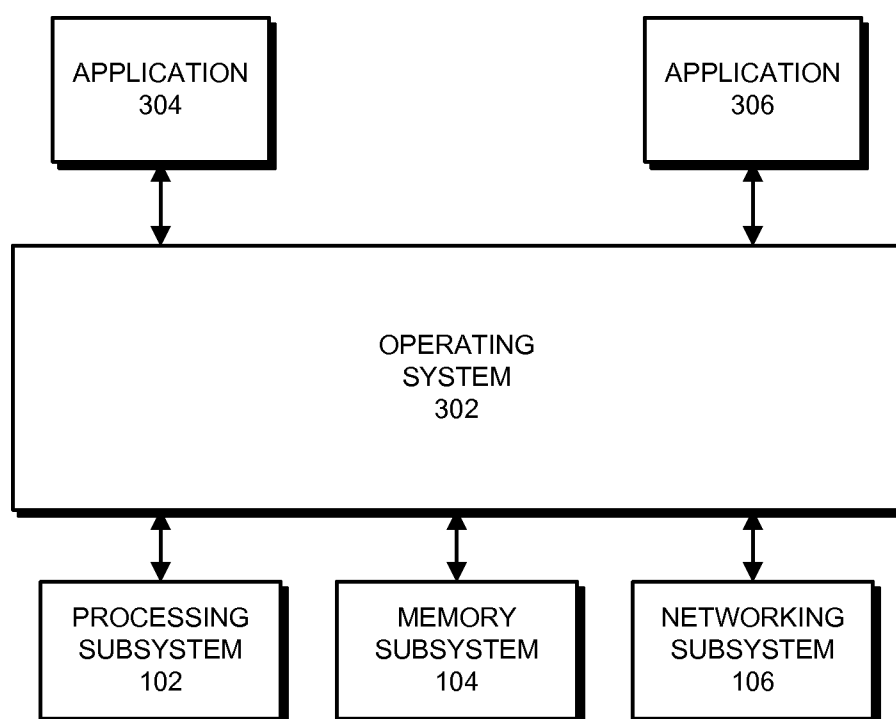 APPLICATION
304
APPLICATION
306
OPERATING
SYSTEM
302
PROCESSING
SUBSYSTEM
102
MEMORY
SUBSYSTEM
104
NETWORKING
SUBSYSTEM
106